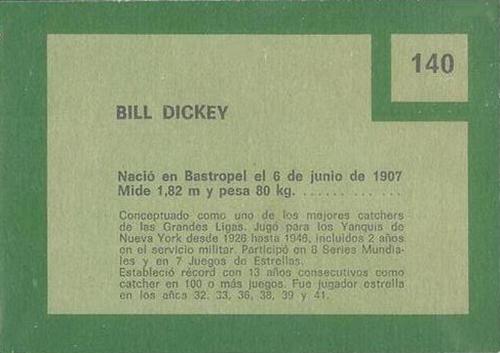 140
BILL DICKEY
Nació en Bastropel el 6 de junio de 1907
Mide 1,82 m y pesa 80 kg. . . . . . . . . . . . .
Conceptuado como uno de los mejores catchers
de las Grandes Ligas. Jugó para los Yanquis de
Nueva York desde 1926 hasta 1946, incluidos 2 años
en el servicio militar. Participó en 8 Series Mundia-
les y en 7 Juegos de Estrellas.
Estableció récord con 13 años consecutivos como
catcher en 100 o más juegos. Fue jugador estrella
en los años 32, 33, 36, 38, 39 y 41.